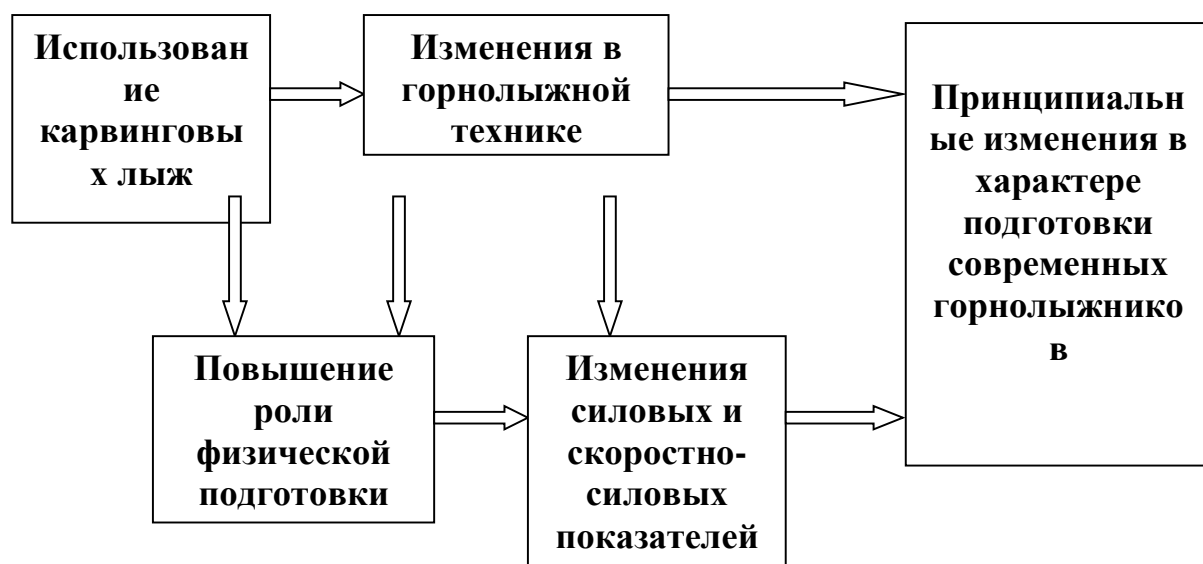 Использован
ие
карвинговы
х лыж
Изменения в
горнолыжной
технике
Принципиальн
ые изменения в
характере
подготовки
современных
горнолыжнико
в
Повышение
роли
физической
подготовки
Изменения
силовых и
скоростно-
силовых
показателей